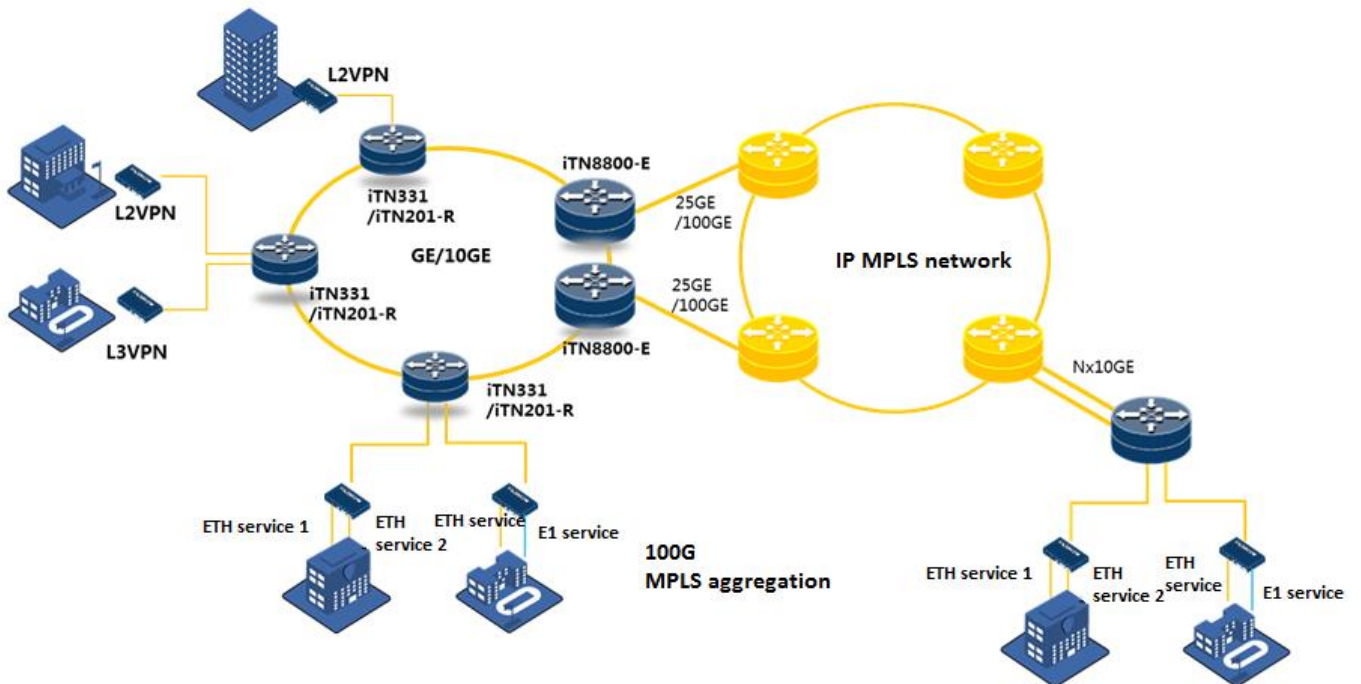 L2VPN
iTN8800-E
L2VPN
iTN331
/iTN201-R
25GE
/100GE
GE/10GE
IP MPLS network
L3VPN
iTN331
/iTN201-R
25GE
/100GE
iTN8800-E
iTN331
/iTN201-R
Nx10GE
ETH service 1
ETH
service 2
ETH service
E1 service
100G
MPLS aggregation
ETH service 1
ETH
service 2
ETH
service
E1 service